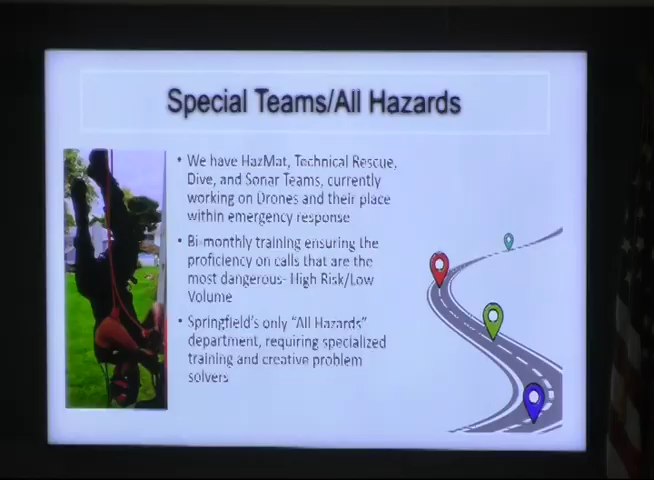 Special Teams/All Hazards
• We have HazMat, Technical Rescue,
Dive, and Sonar Teams, currently
working on Drones and their place
within emergency response
• Bi-monthly training ensuring the
proficiency on calls that are the
most dangerous- High Risk/Low
Volume
• Springfield's only "All Hazards"
department, requiring specialized
training and creative problem
solvers